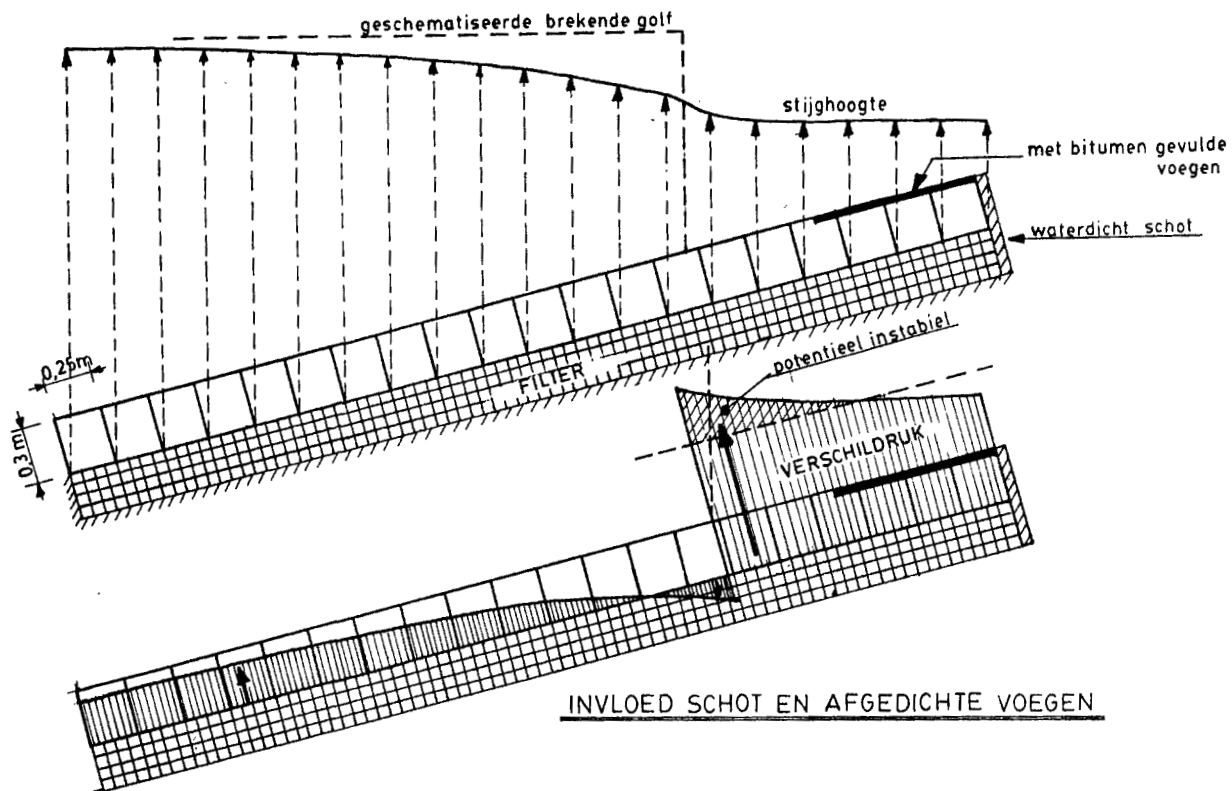 geschematiseerde brekende golf
stijghoogte
met bitumen gevulde
voegen
waterdicht schot
0,25m
0,3 m
FILTER
potentieel instabiel
VERSCHILDRUK
INVLOED SCHOT EN AFGEDICHTE VOEGEN